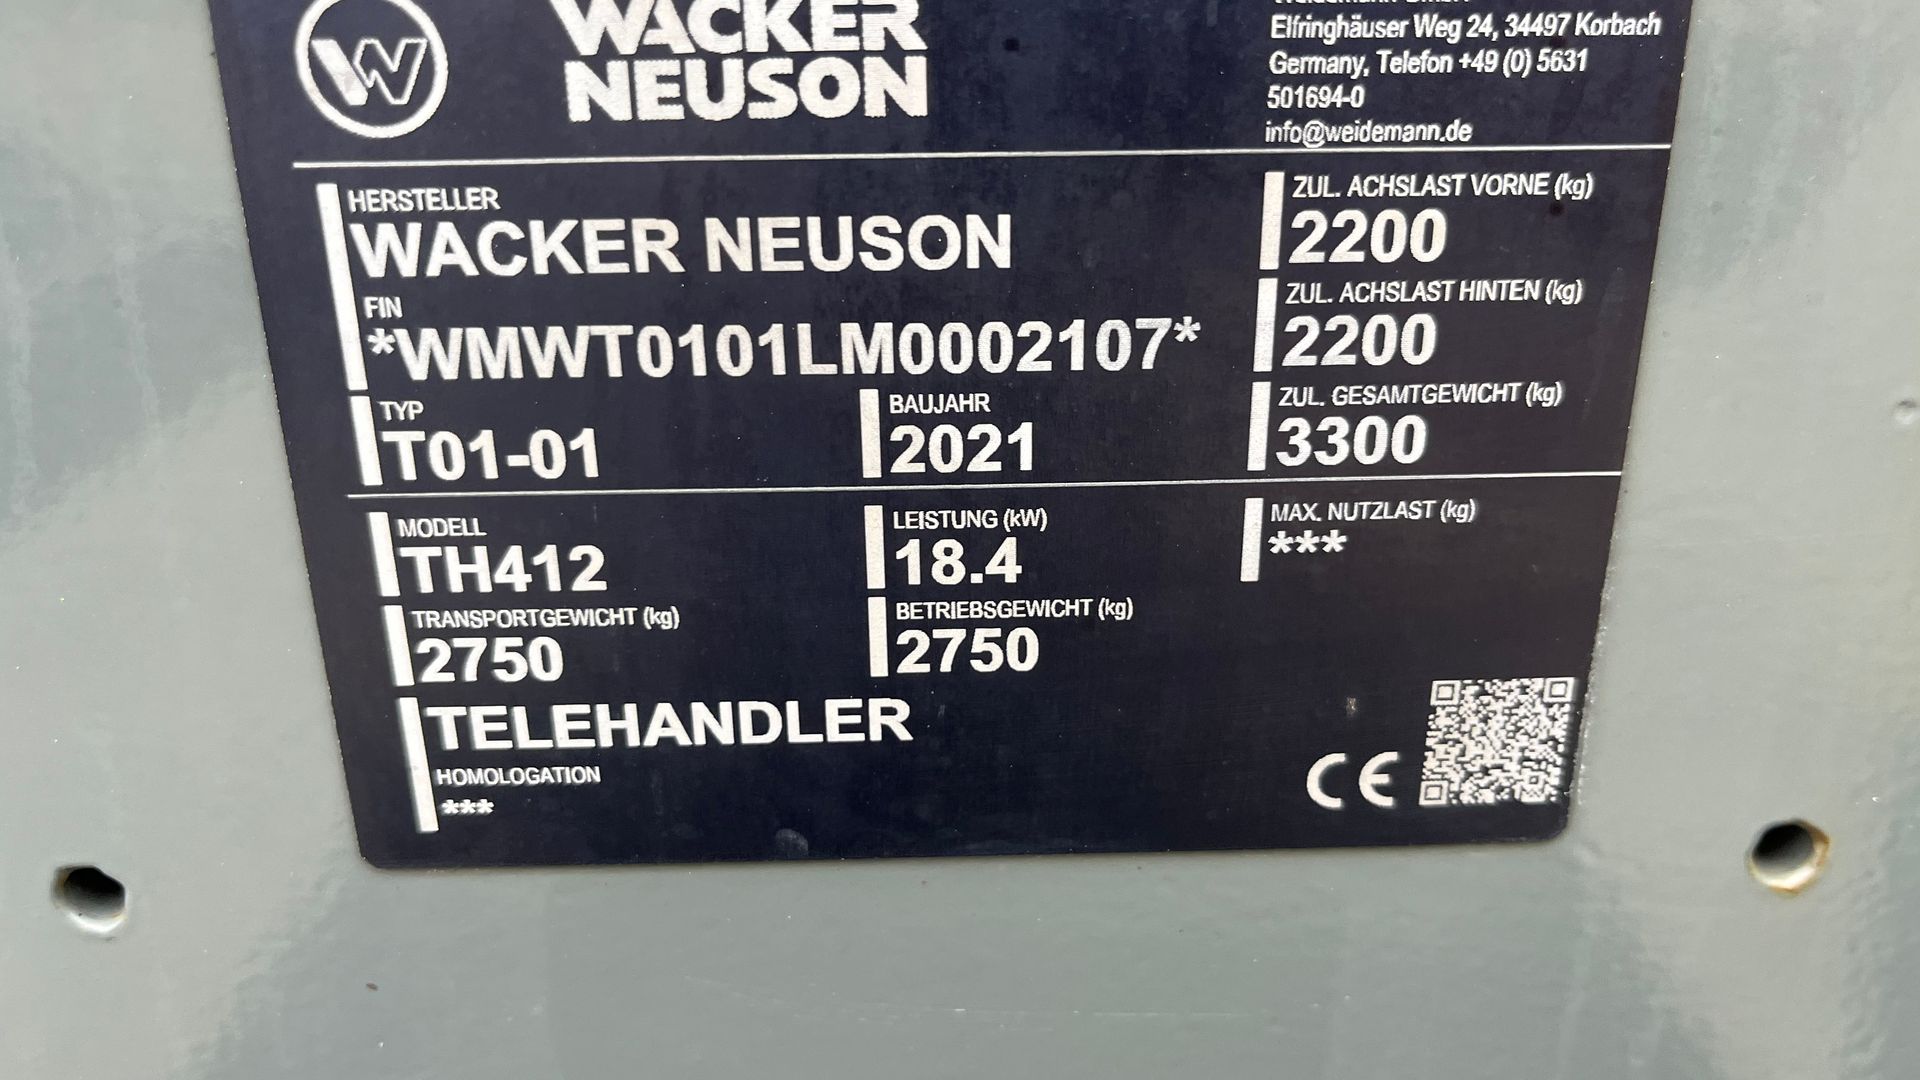 W
WACKER
NEUSON
Weidemann GmbH
Elfringhäuser Weg 24, 34497 Korbach
Germany, Telefon +49 (0) 5631
501694-0
info@weidemann.de
HERSTELLER
WACKER NEUSON
FIN
*WMWT0101LM0002107*
TYP
T01-01
BAUJAHR
2021
ZUL. ACHSLAST VORNE (kg)
2200
ZUL. ACHSLAST HINTEN (kg)
2200
ZUL. GESAMTGEWICHT (kg)
3300
MODELL
TH412
LEISTUNG (kW)
18.4
MAX. NUTZLAST (kg)
***
TRANSPORTGEWICHT (kg)
2750
BETRIEBSGEWICHT (kg)
2750
TELEHANDLER
HOMOLOGATION
***
CE